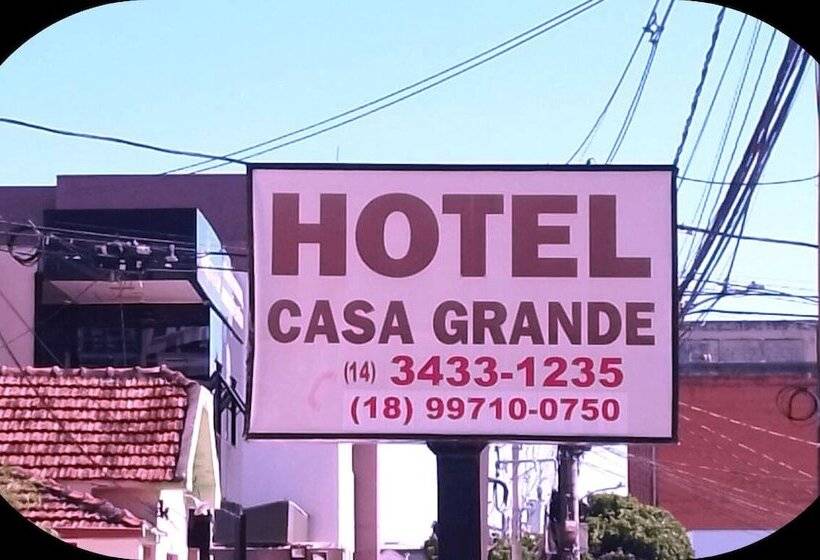 HOTEL
CASA GRANDE
(14) 3433-1235
(18) 99710-0750